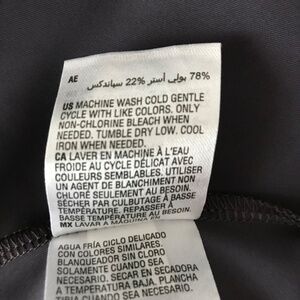 AE
78% بولي أستر 22% سباندكس
US MACHINE WASH COLD GENTLE
CYCLE WITH LIKE COLORS. ONLY
NON-CHLORINE BLEACH WHEN
NEEDED. TUMBLE DRY LOW. COOL
IRON WHEN NEEDED.
CA LAVER EN MACHINE À L'EAU
FROIDE AU CYCLE DÉLICAT AVEC
COULEURS SEMBLABLES. UTILISER
UN AGENT DE BLANCHIMENT NON
CHLORÉ SEULEMENT AU BESOIN.
SÉCHER PAR CULBUTAGE À BASSE
TEMPÉRATURE. REPASSER À BASSE
TEMPÉRATURE AU BESOIN.
MX LAVAR A MÁQUINA
AGUA FRÍA CICLO DELICADO
CON COLORES SIMILARES.
BLANQUEADOR SIN CLORO
SOLAMENTE CUANDO SEA
NECESARIO. SECAR EN SECADORA
A TEMPERATURA BAJA. PLANCHA
TIBIA CUANDO SEA NECESARIO.